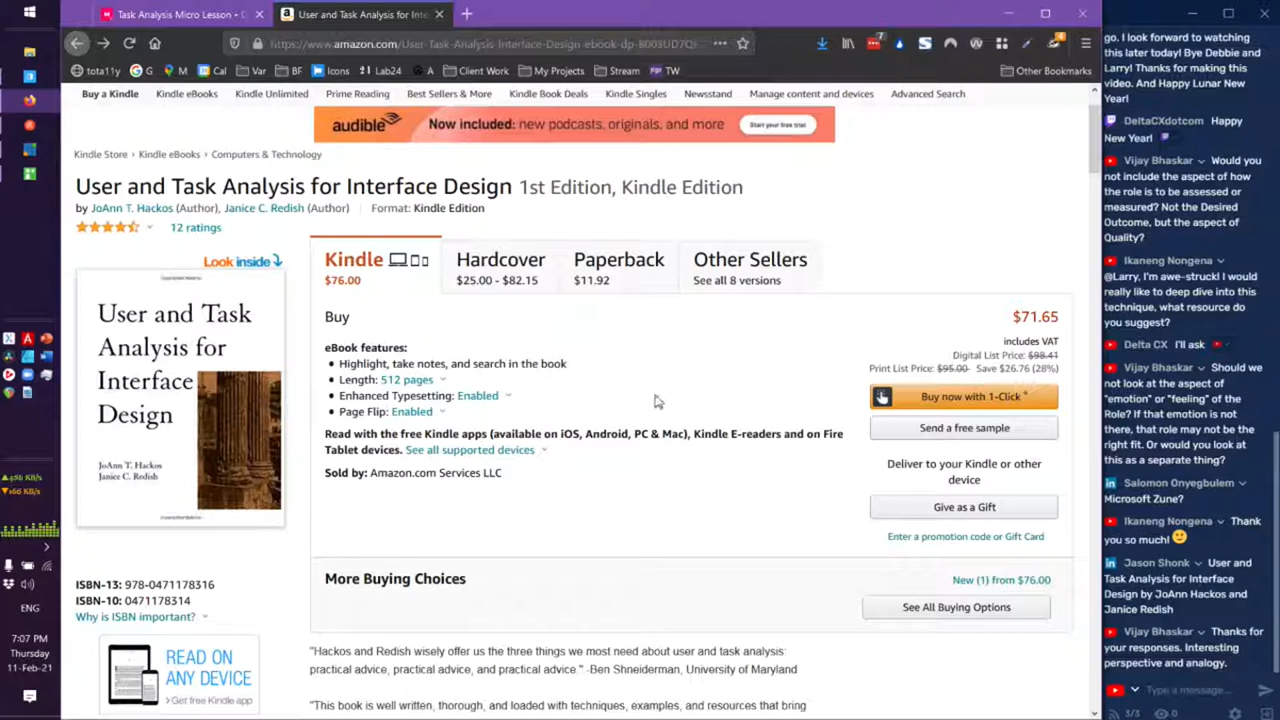 Task Analysis Micro Lesson - C
User and Task Analysis for Inte
https://www.amazon.com/User-Task-Analysis-Interface-Design-ebook-dp-B003UD7QI
tota11y
G
M
Cal
Var
BF
Icons
Lab24
A
Client Work
My Projects
Stream
TW
Other Bookmarks
Buy a Kindle
Kindle eBooks
Kindle Unlimited
Prime Reading
Best Sellers & More
Kindle Book Deals
Kindle Singles
Newsstand
Manage content and devices
Advanced Search
audible
Now included: new podcasts, originals, and more
Start your free trial
Kindle Store › Kindle eBooks › Computers & Technology
User and Task Analysis for Interface Design 1st Edition, Kindle Edition
by JoAnn T. Hackos (Author), Janice C. Redish (Author) | Format: Kindle Edition
12 ratings
Look inside
User and Task
Analysis for
Interface
Design
JoAnn T. Hackos
Janice C. Redish
ISBN-13: 978-0471178316
ISBN-10: 0471178314
Why is ISBN important?
READ ON
ANY DEVICE
› Get free Kindle app
Kindle
$76.00
Hardcover
$25.00 - $82.15
Paperback
$11.92
Other Sellers
See all 8 versions
Buy
eBook features:
• Highlight, take notes, and search in the book
• Length: 512 pages
• Enhanced Typesetting: Enabled
• Page Flip: Enabled
Read with the free Kindle apps (available on iOS, Android, PC & Mac), Kindle E-readers and on Fire
Tablet devices. See all supported devices
Sold by: Amazon.com Services LLC
$71.65
includes VAT
Digital List Price: $98.41
Print List Price: $95.00 Save $26.76 (28%)
Buy now with 1-Click ®
Send a free sample
Deliver to your Kindle or other
device
Give as a Gift
Enter a promotion code or Gift Card
More Buying Choices
New (1) from $76.00
See All Buying Options
"Hackos and Redish wisely offer us the three things we most need about user and task analysis:
practical advice, practical advice, and practical advice." -Ben Shneiderman, University of Maryland
"This book is well written, thorough, and loaded with techniques, examples, and resources that bring
ENG
7:07 PM
Thursday
11-Feb-21
go. I look forward to watching
this later today! Bye Debbie and
Larry! Thanks for making this
video. And Happy Lunar New
Year!
DeltaCXdotcom Happy
New Year!
Vijay Bhaskar Would you
not include the aspect of how
the role is to be assessed or
measured? Not the Desired
Outcome, but the aspect of
Quality?
Ikaneng Nongena
@Larry, I'm awe-struck! I would
really like to deep dive into this
technique, what resource do
you suggest?
Delta CX I'll ask
Vijay Bhaskar Should we
not look at the aspect of
"emotion" or "feeling" of the
Role? If that emotion is not
there, that role may not be the
right fit. Or would you look at
this as a separate thing?
Salomon Onyegbulem
Microsoft Zune?
Ikaneng Nongena Thank
you so much!
Jason Shonk User and
Task Analysis for Interface
Design by JoAnn Hackos and
Janice Redish
Vijay Bhaskar Thanks for
your responses. Interesting
perspective and analogy.
Type a message...
3/3
0